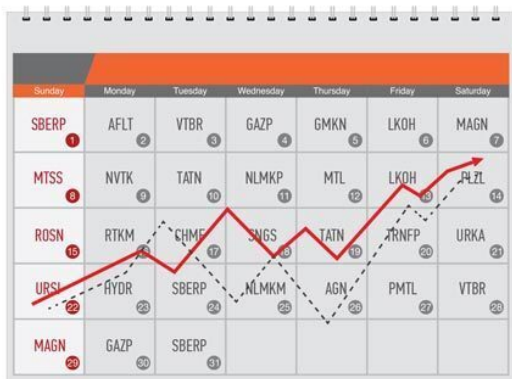 Sunday Monday Tuesday Wednesday Thursday Friday Saturday
SBERP AFLT VTBR GAZP GMKN LKOH MAGN
1 2 3 4 5 6 7
MTSS NVTK TATN NLMKP MTL LKOH PLZL
8 9 10 11 12 13 14
ROSN RTKM CHMF SNGS TATN TRNFP URKA
15 16 17 18 19 20 21
URSI HYDR SBERP NLMKM AGN PMTL VTBR
22 23 24 25 26 27 28
MAGN GAZP SBERP
29 30 31